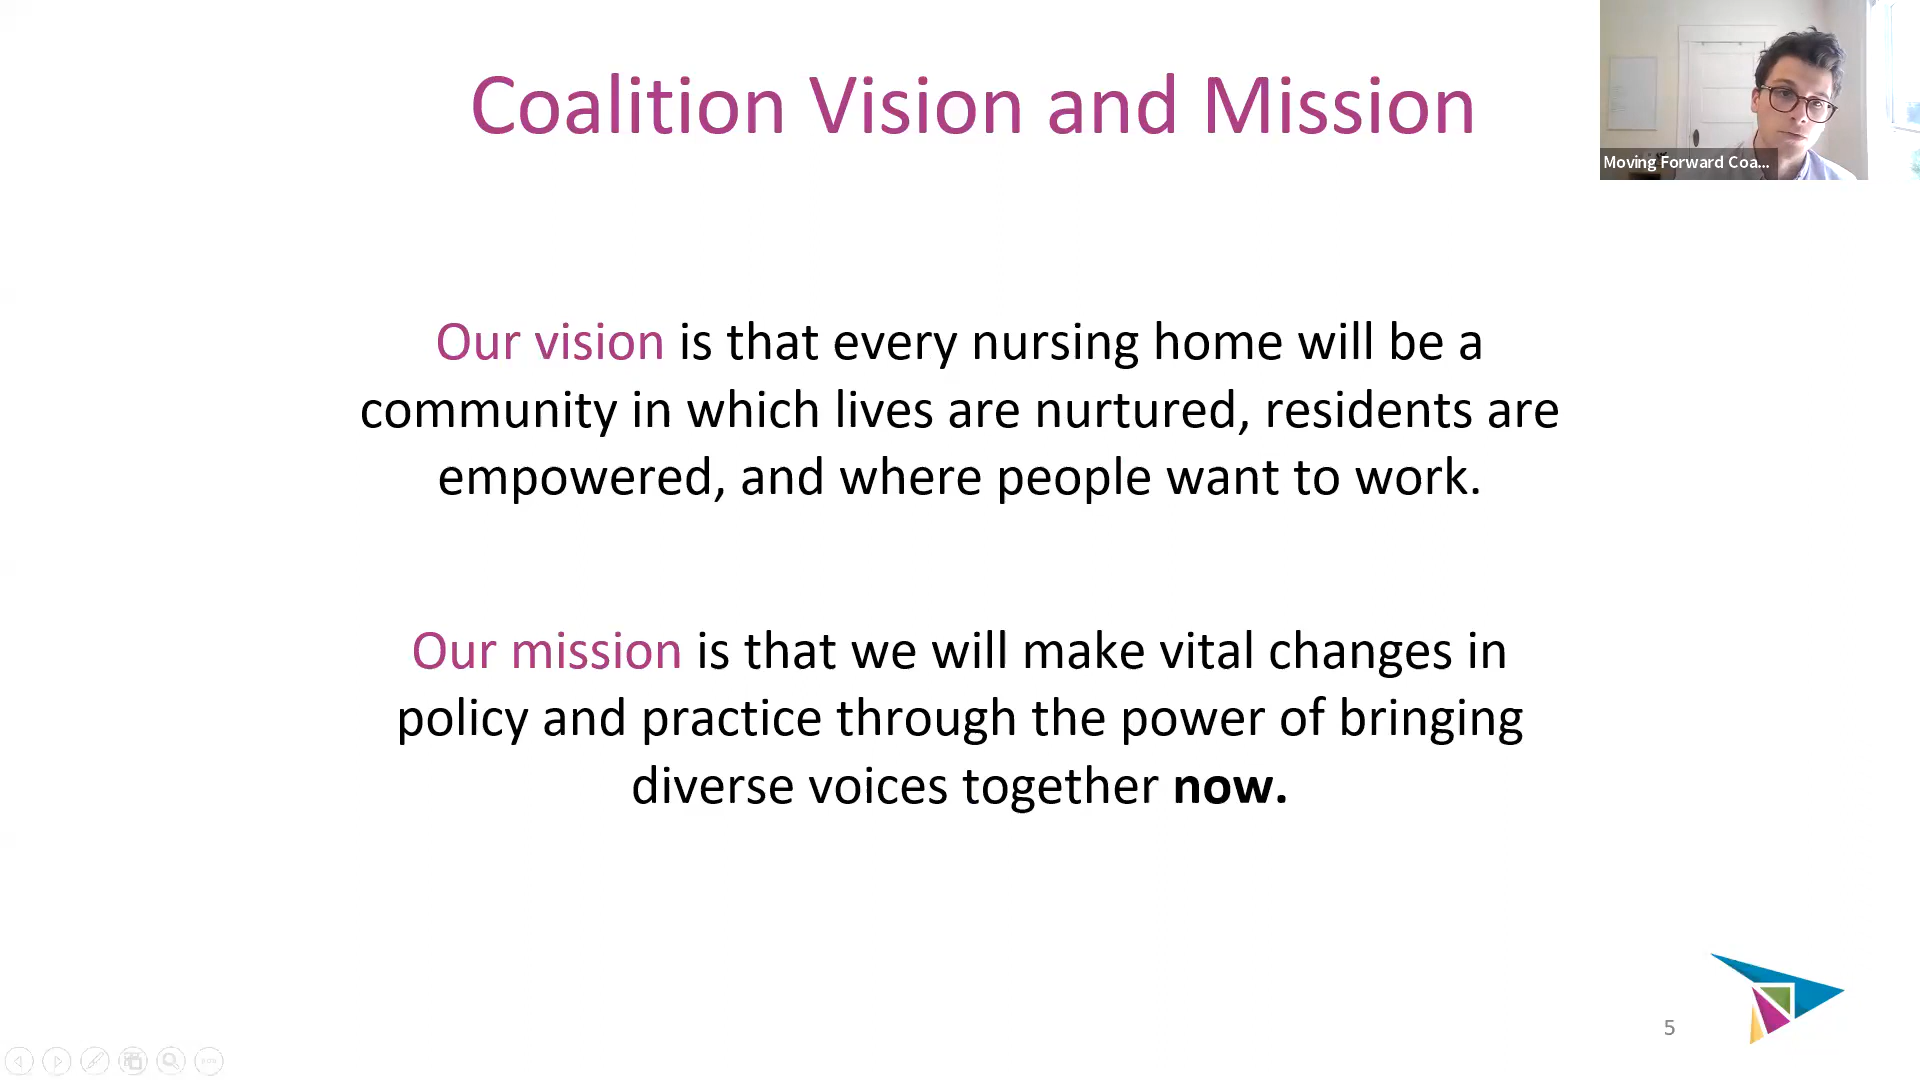 Coalition Vision and Mission
Moving Forward Coa...
Our vision is that every nursing home will be a
community in which lives are nurtured, residents are
empowered, and where people want to work.
Our mission is that we will make vital changes in
policy and practice through the power of bringing
diverse voices together now.
5